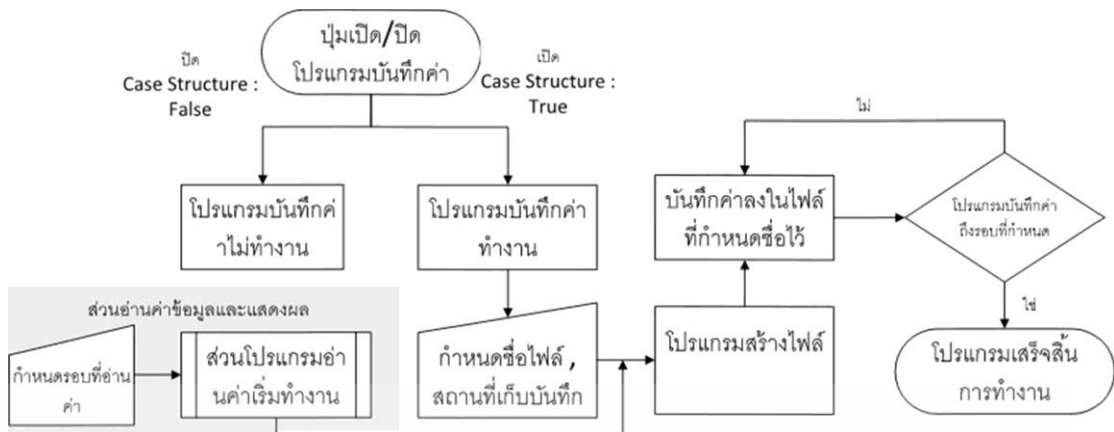 ปุ่มเปิด/ปิด
โปรแกรมบันทึกค่า
ปิด
Case Structure :
False
เปิด
Case Structure :
True
โปรแกรมบันทึกค่
าไม่ทำงาน
โปรแกรมบันทึกค่า
ทำงาน
บันทึกค่าลงในไฟล์
ที่กำหนดชื่อไว้
ไม่
โปรแกรมบันทึกค่า
ถึงรอบที่กำหนด
ใช่
ส่วนอ่านค่าข้อมูลและแสดงผล
กำหนดรอบที่อ่าน
ค่า
ส่วนโปรแกรมอ่า
นค่าเริ่มทำงาน
กำหนดชื่อไฟล์ ,
สถานที่เก็บบันทึก
โปรแกรมสร้างไฟล์
โปรแกรมเสร็จสิ้น
การทำงาน